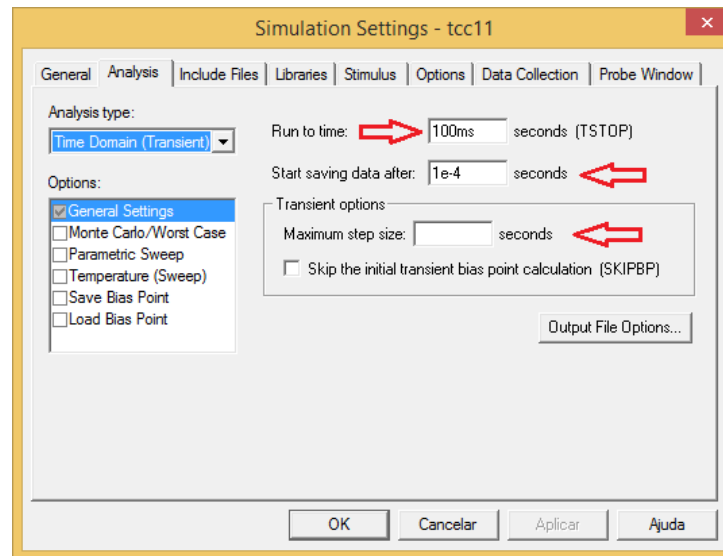 Simulation Settings - tcc11
General Analysis Include Files Libraries Stimulus Options Data Collection Probe Window
Analysis type:
Time Domain (Transient)
Run to time: 100ms seconds (TSTOP)
Start saving data after: 1e-4 seconds
Options:
General Settings
Monte Carlo/Worst Case
Parametric Sweep
Temperature (Sweep)
Save Bias Point
Load Bias Point
Transient options
Maximum step size: seconds
Skip the initial transient bias point calculation (SKIPBP)
Output File Options...
OK Cancelar Aplicar Ajuda